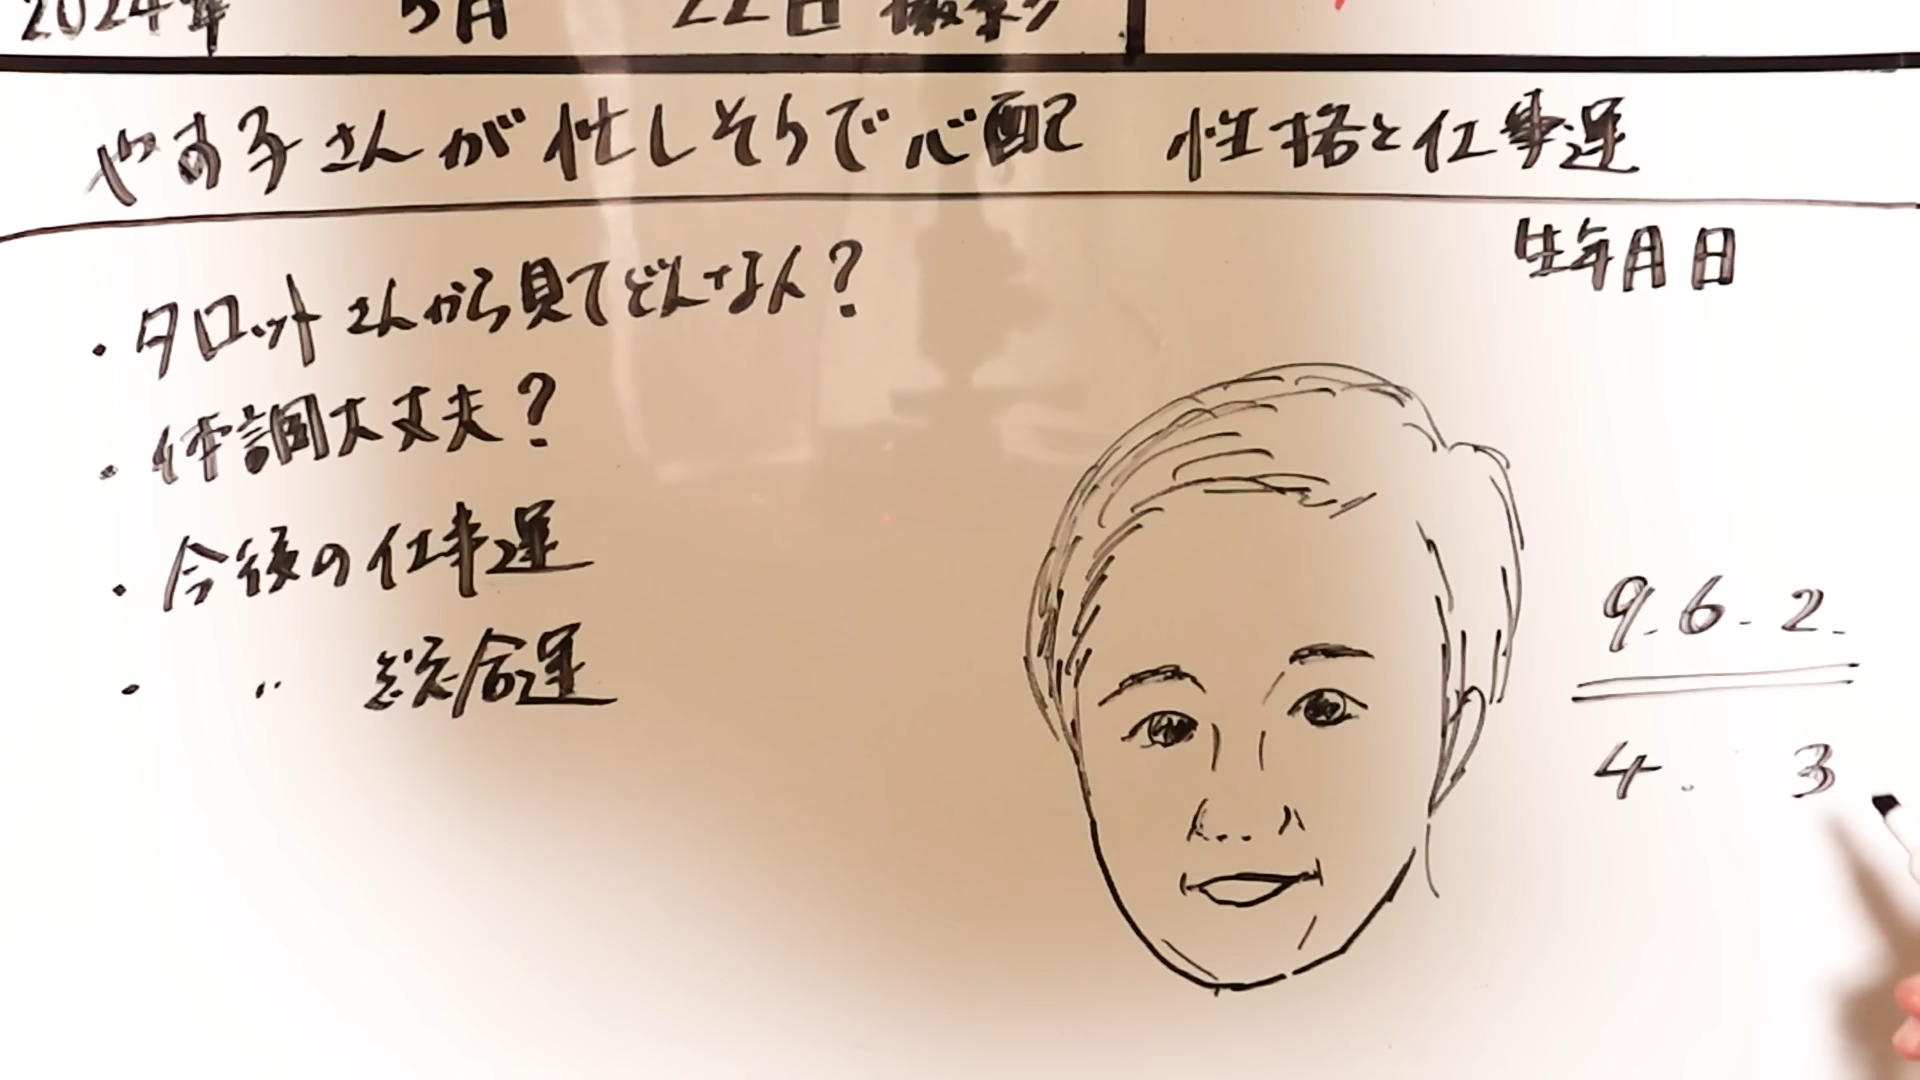 2024年 5月 22日 撮影
やす子さんが忙しそうで心配 性格と仕事運
生年月日
・タロットさんから見てどんな人?
・体調大丈夫?
・今後の仕事運
・ 〃 総合運
9. 6. 2.
4. 3